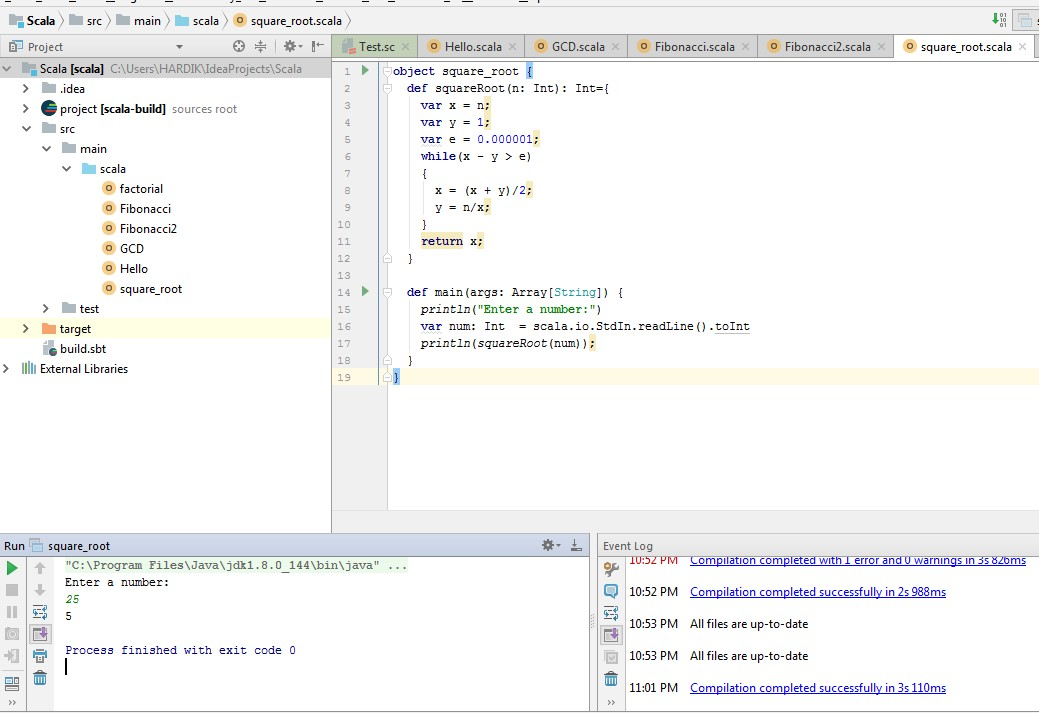 Scala src main scala square_root.scala
Project
Test.sc Hello.scala GCD.scala Fibonacci.scala Fibonacci2.scala square_root.scala
Scala [scala] C:\Users\HARDIK\IdeaProjects\Scala
.idea
project [scala-build] sources root
src
main
scala
factorial
Fibonacci
Fibonacci2
GCD
Hello
square_root
test
target
build.sbt
External Libraries
1 object square_root {
2 def squareRoot(n: Int): Int={
3 var x = n;
4 var y = 1;
5 var e = 0.000001;
6 while(x - y > e)
7 {
8 x = (x + y)/2;
9 y = n/x;
10 }
11 return x;
12 }
13
14 def main(args: Array[String]) {
15 println("Enter a number:")
16 var num: Int = scala.io.StdIn.readLine().toInt
17 println(squareRoot(num));
18 }
19 }
Run square_root
"C:\Program Files\Java\jdk1.8.0_144\bin\java" ...
Enter a number:
25
5
Process finished with exit code 0
Event Log
10:52 PM Compilation completed with 1 error and 0 warnings in 3s 826ms
10:52 PM Compilation completed successfully in 2s 988ms
10:53 PM All files are up-to-date
10:53 PM All files are up-to-date
11:01 PM Compilation completed successfully in 3s 110ms